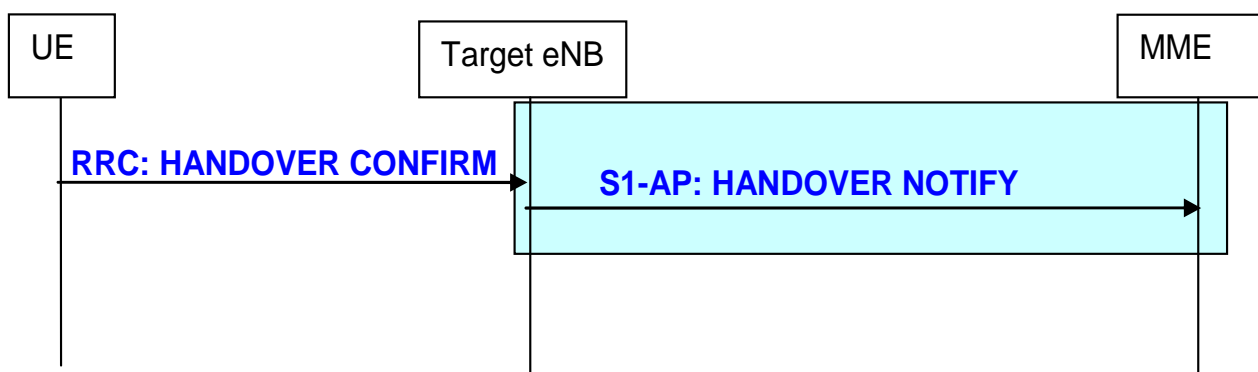 UE
Target eNB
MME
RRC: HANDOVER CONFIRM
S1-AP: HANDOVER NOTIFY